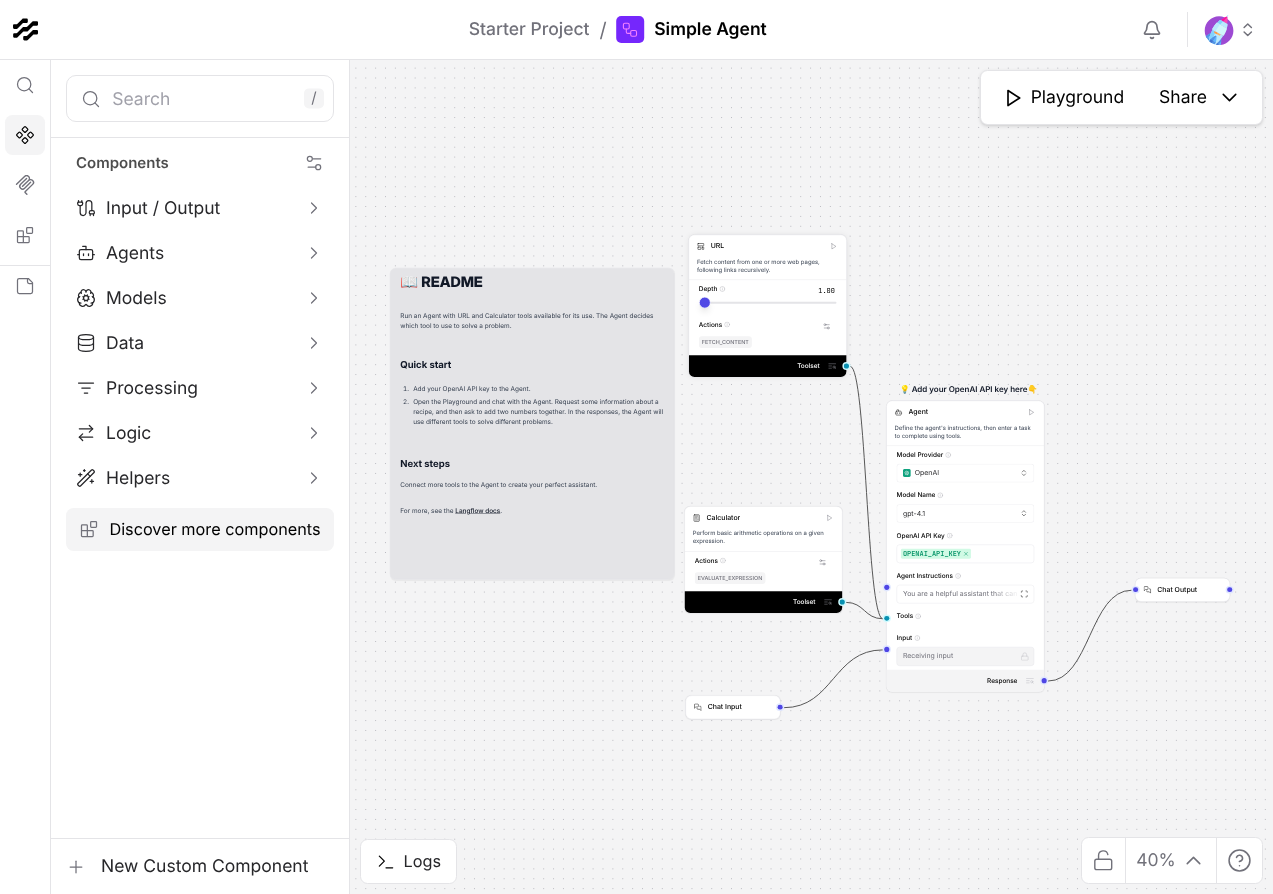 Starter Project / Simple Agent
Search /
Components
Input / Output
Agents
Models
Data
Processing
Logic
Helpers
Discover more components
New Custom Component
Playground Share
📖 README
Run an Agent with URL and Calculator tools available for its use. The Agent decides
which tool to use to solve a problem.
Quick start
1. Add your OpenAI API key to the Agent.
2. Open the Playground and chat with the Agent. Request some information about a
recipe, and then ask to add two numbers together. In the responses, the Agent will
use different tools to solve different problems.
Next steps
Connect more tools to the Agent to create your perfect assistant.
For more, see the Langflow docs.
URL
Fetch content from one or more web pages,
following links recursively.
Depth 1.00
Actions
FETCH_CONTENT
Toolset
Calculator
Perform basic arithmetic operations on a given
expression.
Actions
EVALUATE_EXPRESSION
Toolset
Chat Input
💡 Add your OpenAI API key here👇
Agent
Define the agent's instructions, then enter a task
to complete using tools.
Model Provider
OpenAI
Model Name
gpt-4.1
OpenAI API Key
OPENAI_API_KEY ×
Agent Instructions
You are a helpful assistant that can
Tools
Input
Receiving input
Response
Chat Output
Logs
40%